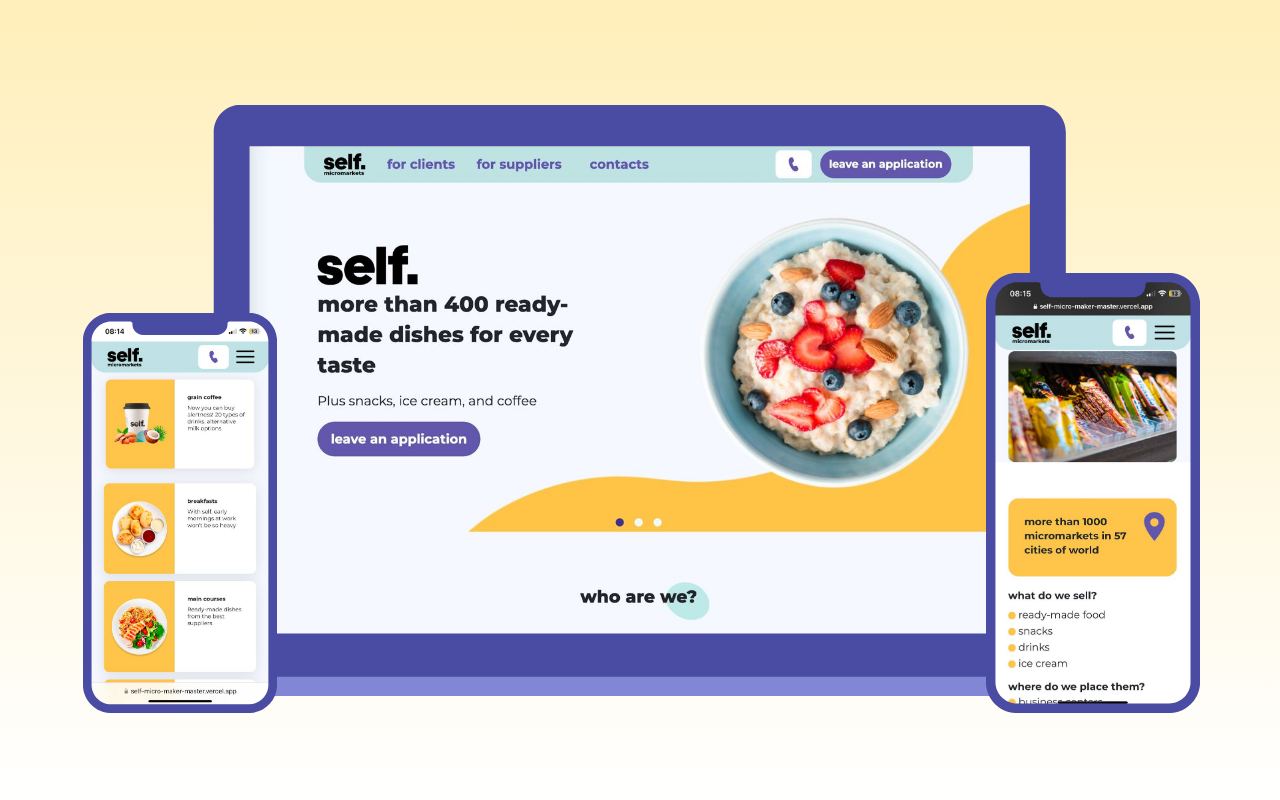 self.
micromarkets
for clients
for suppliers
contacts
leave an application
self.
more than 400 ready-
made dishes for every
taste
Plus snacks, ice cream, and coffee
leave an application
who are we?
08:14
13
self.
micromarkets
grain coffee
Now you can buy
alertness! 20 types of
drinks, alternative
milk options
self.
breakfasts
With self. early
mornings at work
won't be so heavy
main courses
Ready-made dishes
from the best
suppliers
self-micro-maker-master.vercel.app
08:15
13
self-micro-maker-master.vercel.app
self.
micromarkets
more than 1000
micromarkets in 57
cities of world
what do we sell?
ready-made food
snacks
drinks
ice cream
where do we place them?
business centers